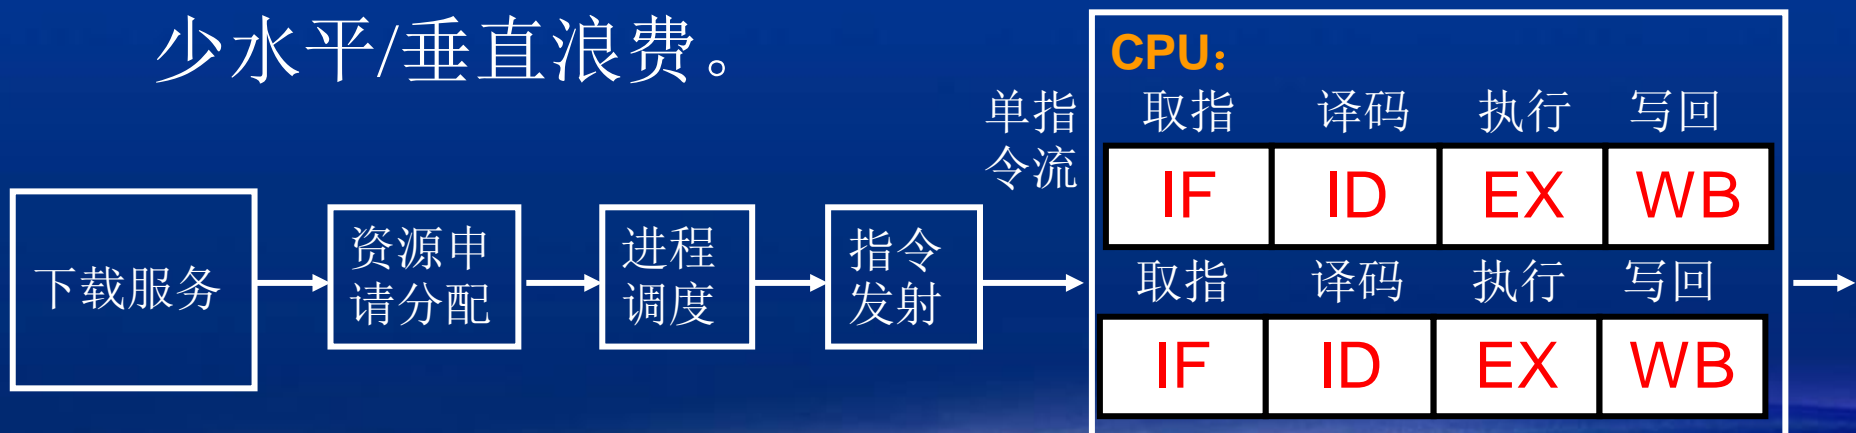 少水平/垂直浪费。
下载服务
资源申
请分配
进程
调度
指令
发射
单指
令流
CPU：
取指 译码 执行 写回
IF ID EX WB
取指 译码 执行 写回
IF ID EX WB